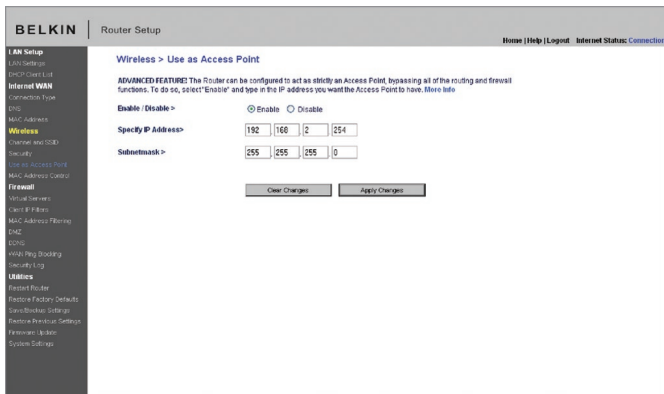 BELKIN
Router Setup
Home | Help | Logout Internet Status: Connection
LAN Setup
LAN Settings
DHCP Client List
Internet WAN
Connection Type
DNS
MAC Address
Wireless
Channel and SSID
Security
Use as Access Point
MAC Address Control
Firewall
Virtual Servers
Client IP Filters
MAC Address Filtering
DMZ
DDNS
WAN Ping Blocking
Security Log
Utilities
Restart Router
Restore Factory Defaults
Save/Backup Settings
Restore Previous Settings
Firmware Update
System Settings
Wireless > Use as Access Point
ADVANCED FEATURE! The Router can be configured to act as strictly an Access Point, bypassing all of the routing and firewall
functions. To do so, select "Enable" and type in the IP address you want the Access Point to have. More Info
Enable / Disable > Enable Disable
Specify IP Address> 192 . 168 . 2 . 254
Subnetmask > 255 . 255 . 255 . 0
Clear Changes Apply Changes